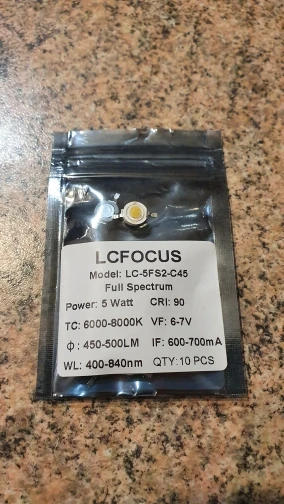 LCFOCUS
Model: LC-5FS2-C45
Full Spectrum
Power: 5 Watt CRI: 90
TC: 6000-8000K VF: 6-7V
Φ: 450-500LM IF: 600-700mA
WL: 400-840nm QTY:10 PCS